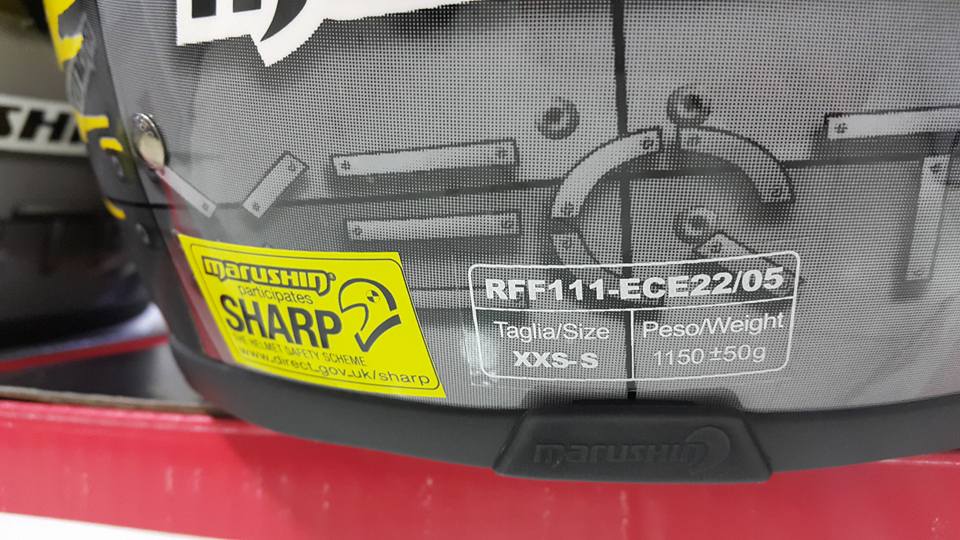 marushin®
participates
SHARP
THE HELMET SAFETY SCHEME
www.direct.gov.uk/sharp
RFF111-ECE22/05
Taglia/Size
XXS-S
Peso/Weight
1150 ±50g
marushin